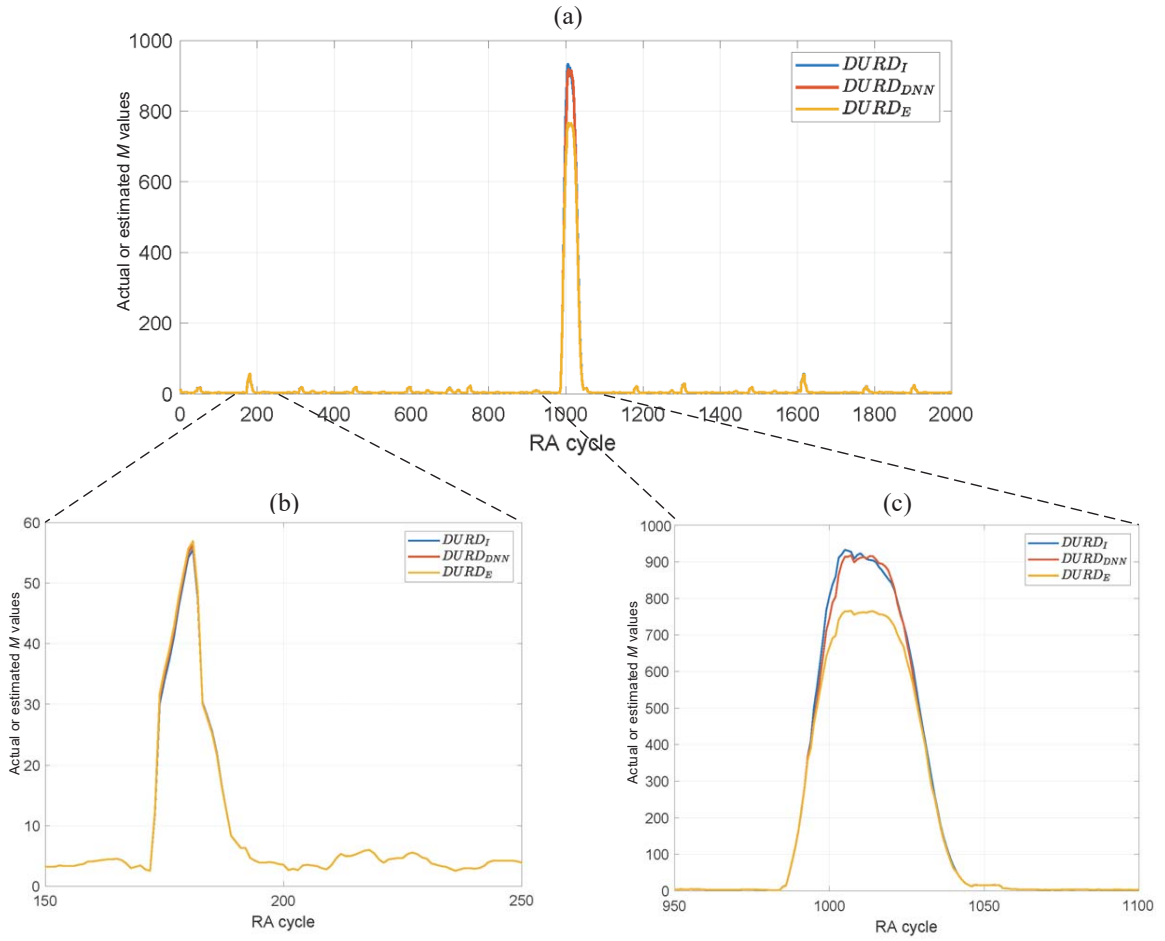 (a)
Actual or estimated M values
1000
800
600
400
200
0
0 200 400 600 800 1000 1200 1400 1600 1800 2000
RA cycle
DURD_I
DURD_DNN
DURD_E
(b)
Actual or estimated M values
60
50
40
30
20
10
0
150 200 250
RA cycle
DURD_I
DURD_DNN
DURD_E
(c)
Actual or estimated M values
1000
900
800
700
600
500
400
300
200
100
0
950 1000 1050 1100
RA cycle
DURD_I
DURD_DNN
DURD_E